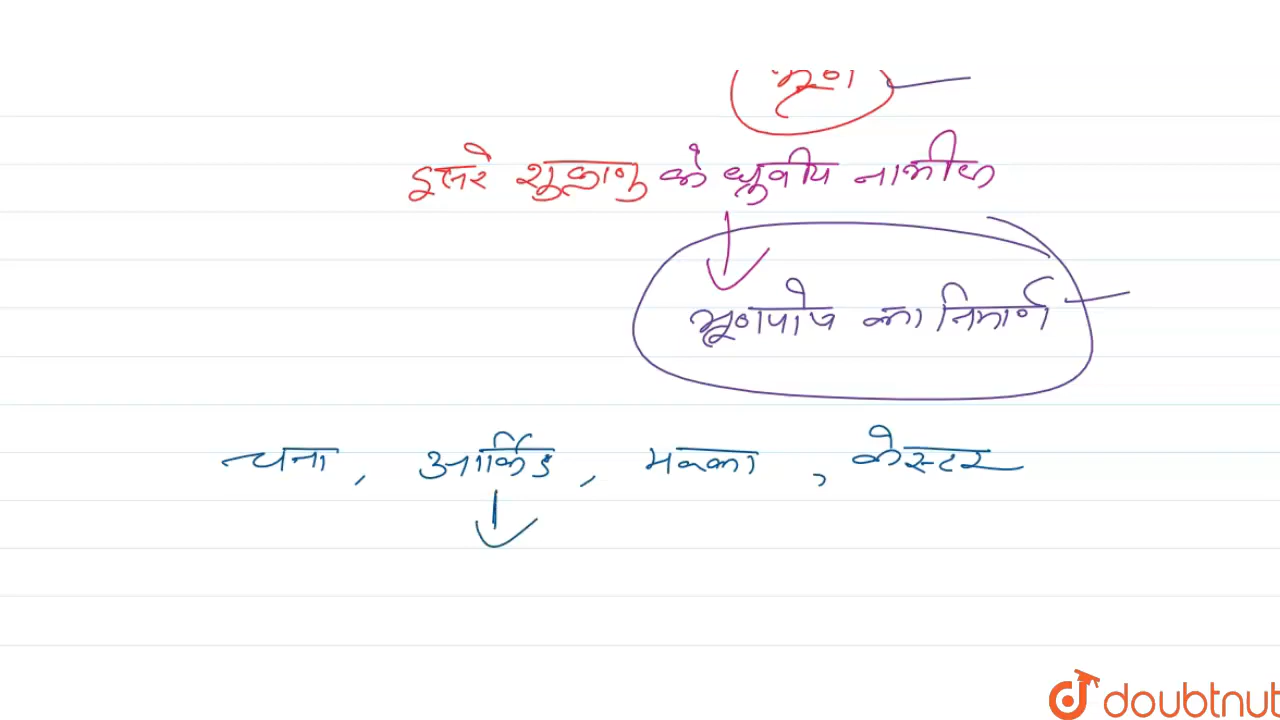 भ्रूण
दूसरे शुक्राणु के ध्रुवीय नाभीक
भ्रूणपोष का निर्माण
चना, आर्किड, मक्का, केस्टर
doubtnut